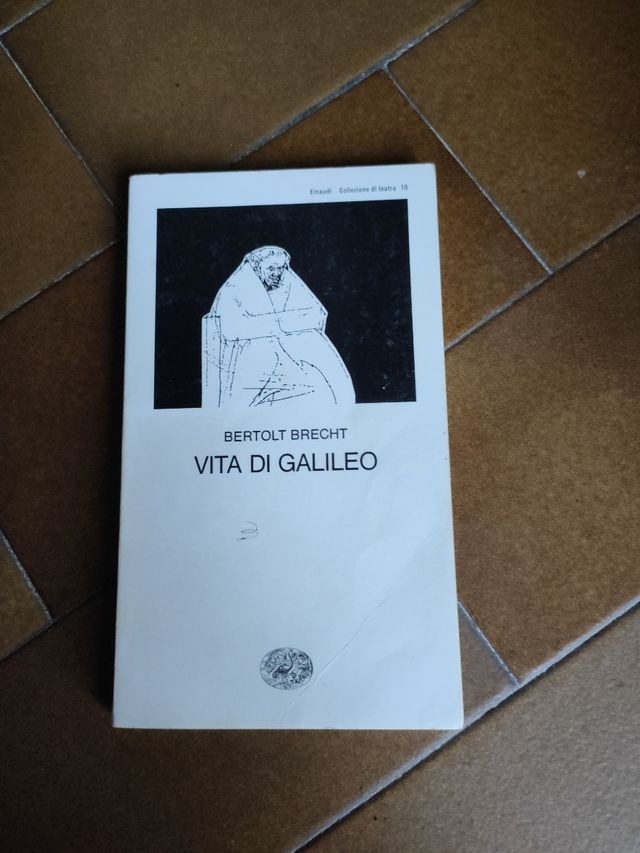 Einaudi Collezione di teatro 10
BERTOLT BRECHT
VITA DI GALILEO